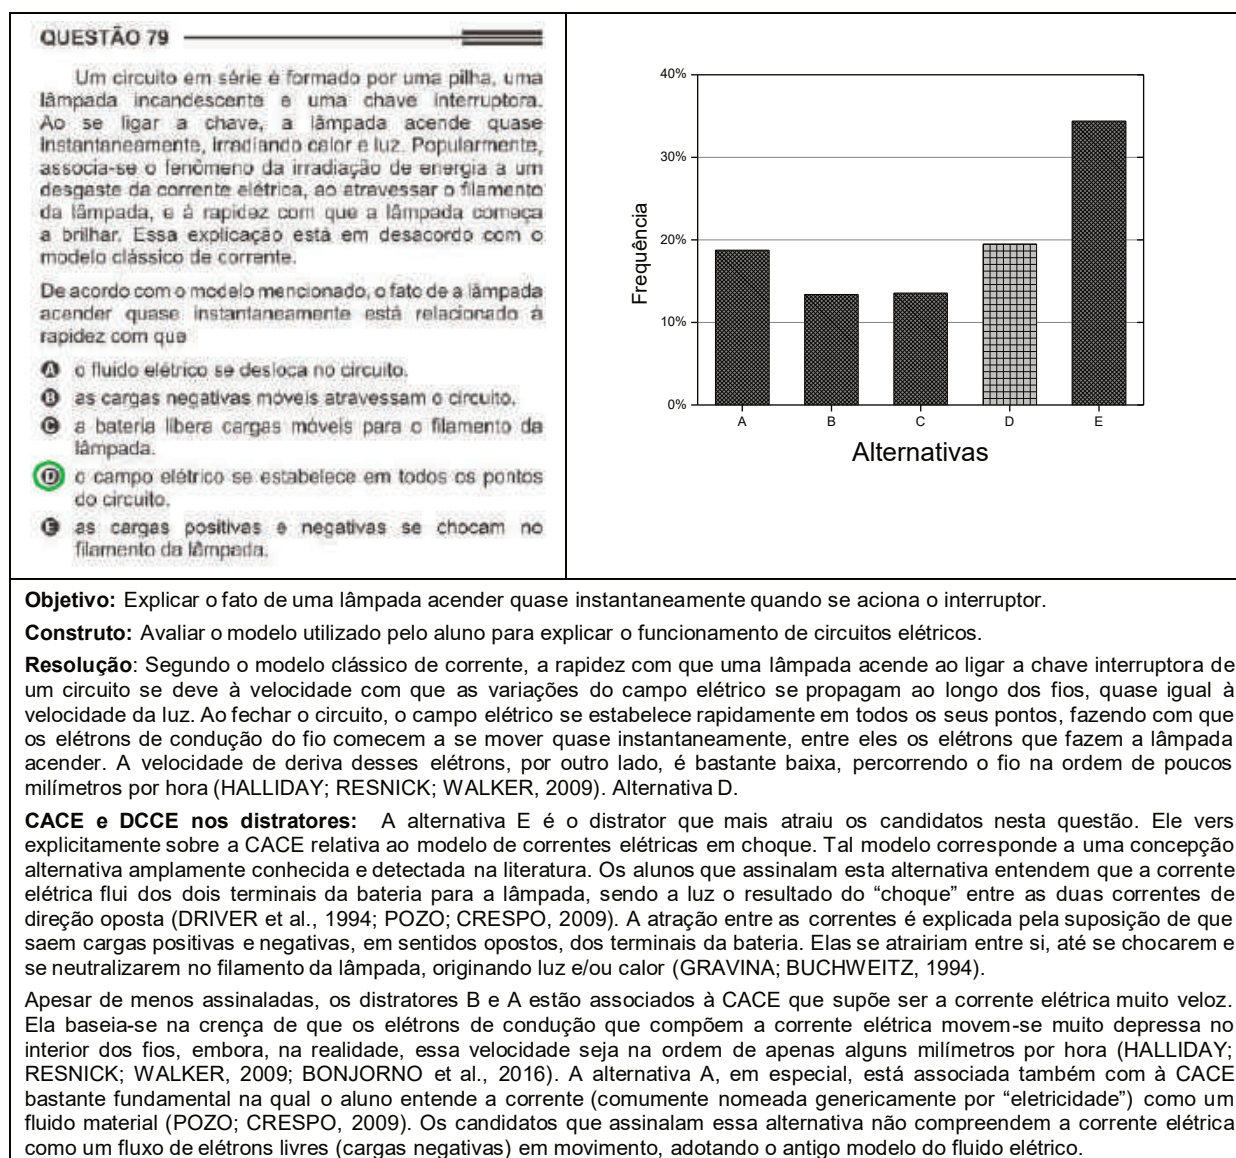 QUESTÃO 79
Um circuito em série é formado por uma pilha, uma
lâmpada incandescente e uma chave interruptora.
Ao se ligar a chave, a lâmpada acende quase
instantaneamente, irradiando calor e luz. Popularmente,
associa-se o fenômeno da irradiação de energia a um
desgaste da corrente elétrica, ao atravessar o filamento
da lâmpada, e à rapidez com que a lâmpada começa
a brilhar. Essa explicação está em desacordo com o
modelo clássico de corrente.
De acordo com o modelo mencionado, o fato de a lâmpada
acender quase instantaneamente está relacionado à
rapidez com que
A o fluido elétrico se desloca no circuito.
B as cargas negativas móveis atravessam o circuito.
C a bateria libera cargas móveis para o filamento da
lâmpada.
D o campo elétrico se estabelece em todos os pontos
do circuito.
E as cargas positivas e negativas se chocam no
filamento da lâmpada.
40%
30%
20%
10%
0%
Frequência
A B C D E
Alternativas
Objetivo: Explicar o fato de uma lâmpada acender quase instantaneamente quando se aciona o interruptor.
Construto: Avaliar o modelo utilizado pelo aluno para explicar o funcionamento de circuitos elétricos.
Resolução: Segundo o modelo clássico de corrente, a rapidez com que uma lâmpada acende ao ligar a chave interruptora de
um circuito se deve à velocidade com que as variações do campo elétrico se propagam ao longo dos fios, quase igual à
velocidade da luz. Ao fechar o circuito, o campo elétrico se estabelece rapidamente em todos os seus pontos, fazendo com que
os elétrons de condução do fio comecem a se mover quase instantaneamente, entre eles os elétrons que fazem a lâmpada
acender. A velocidade de deriva desses elétrons, por outro lado, é bastante baixa, percorrendo o fio na ordem de poucos
milímetros por hora (HALLIDAY; RESNICK; WALKER, 2009). Alternativa D.
CACE e DCCE nos distratores: A alternativa E é o distrator que mais atraiu os candidatos nesta questão. Ele vers
explicitamente sobre a CACE relativa ao modelo de correntes elétricas em choque. Tal modelo corresponde a uma concepção
alternativa amplamente conhecida e detectada na literatura. Os alunos que assinalam esta alternativa entendem que a corrente
elétrica flui dos dois terminais da bateria para a lâmpada, sendo a luz o resultado do “choque” entre as duas correntes de
direção oposta (DRIVER et al., 1994; POZO; CRESPO, 2009). A atração entre as correntes é explicada pela suposição de que
saem cargas positivas e negativas, em sentidos opostos, dos terminais da bateria. Elas se atrairiam entre si, até se chocarem e
se neutralizarem no filamento da lâmpada, originando luz e/ou calor (GRAVINA; BUCHWEITZ, 1994).
Apesar de menos assinaladas, os distratores B e A estão associados à CACE que supõe ser a corrente elétrica muito veloz.
Ela baseia-se na crença de que os elétrons de condução que compõem a corrente elétrica movem-se muito depressa no
interior dos fios, embora, na realidade, essa velocidade seja na ordem de apenas alguns milímetros por hora (HALLIDAY;
RESNICK; WALKER, 2009; BONJORNO et al., 2016). A alternativa A, em especial, está associada também com à CACE
bastante fundamental na qual o aluno entende a corrente (comumente nomeada genericamente por “eletricidade”) como um
fluido material (POZO; CRESPO, 2009). Os candidatos que assinalam essa alternativa não compreendem a corrente elétrica
como um fluxo de elétrons livres (cargas negativas) em movimento, adotando o antigo modelo do fluido elétrico.